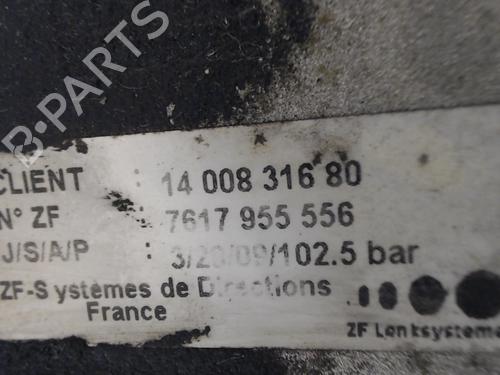 B-PARTS
CLIENT : 14 008 316 80
N° ZF : 7617 955 556
J/S/A/P : 3/20/09/102.5 bar
ZF-Systèmes de Directions
France
ZF Lenksysteme